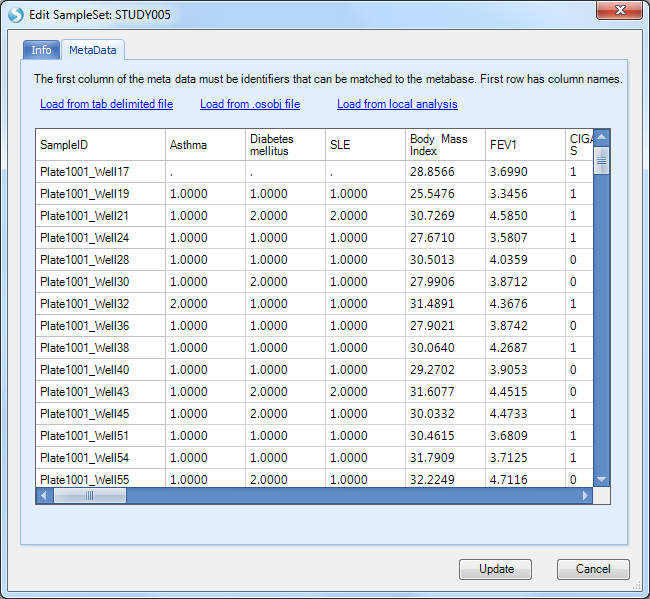 Edit SampleSet: STUDY005
Info MetaData
The first column of the meta data must be identifiers that can be matched to the metabase. First row has column names.
Load from tab delimited file Load from .osobj file Load from local analysis
SampleID Asthma Diabetes mellitus SLE Body Mass Index FEV1 CIGA S
Plate1001_Well17 . . . 28.8566 3.6990 1
Plate1001_Well19 1.0000 1.0000 1.0000 25.5476 3.3456 1
Plate1001_Well21 1.0000 2.0000 2.0000 30.7269 4.5850 1
Plate1001_Well24 1.0000 1.0000 1.0000 27.6710 3.5807 1
Plate1001_Well28 1.0000 1.0000 1.0000 30.5013 4.0359 0
Plate1001_Well30 1.0000 2.0000 1.0000 27.9906 3.8712 0
Plate1001_Well32 2.0000 1.0000 1.0000 31.4891 4.3676 1
Plate1001_Well36 1.0000 1.0000 1.0000 27.9021 3.8742 0
Plate1001_Well38 1.0000 1.0000 1.0000 30.0640 4.2687 1
Plate1001_Well40 1.0000 1.0000 1.0000 29.2702 3.9053 0
Plate1001_Well43 1.0000 2.0000 2.0000 31.6077 4.4515 0
Plate1001_Well45 1.0000 2.0000 1.0000 30.0332 4.4733 1
Plate1001_Well51 1.0000 1.0000 1.0000 30.4615 3.6809 1
Plate1001_Well54 1.0000 1.0000 1.0000 31.7909 3.7125 1
Plate1001_Well55 1.0000 2.0000 1.0000 32.2249 4.7116 0
Update Cancel